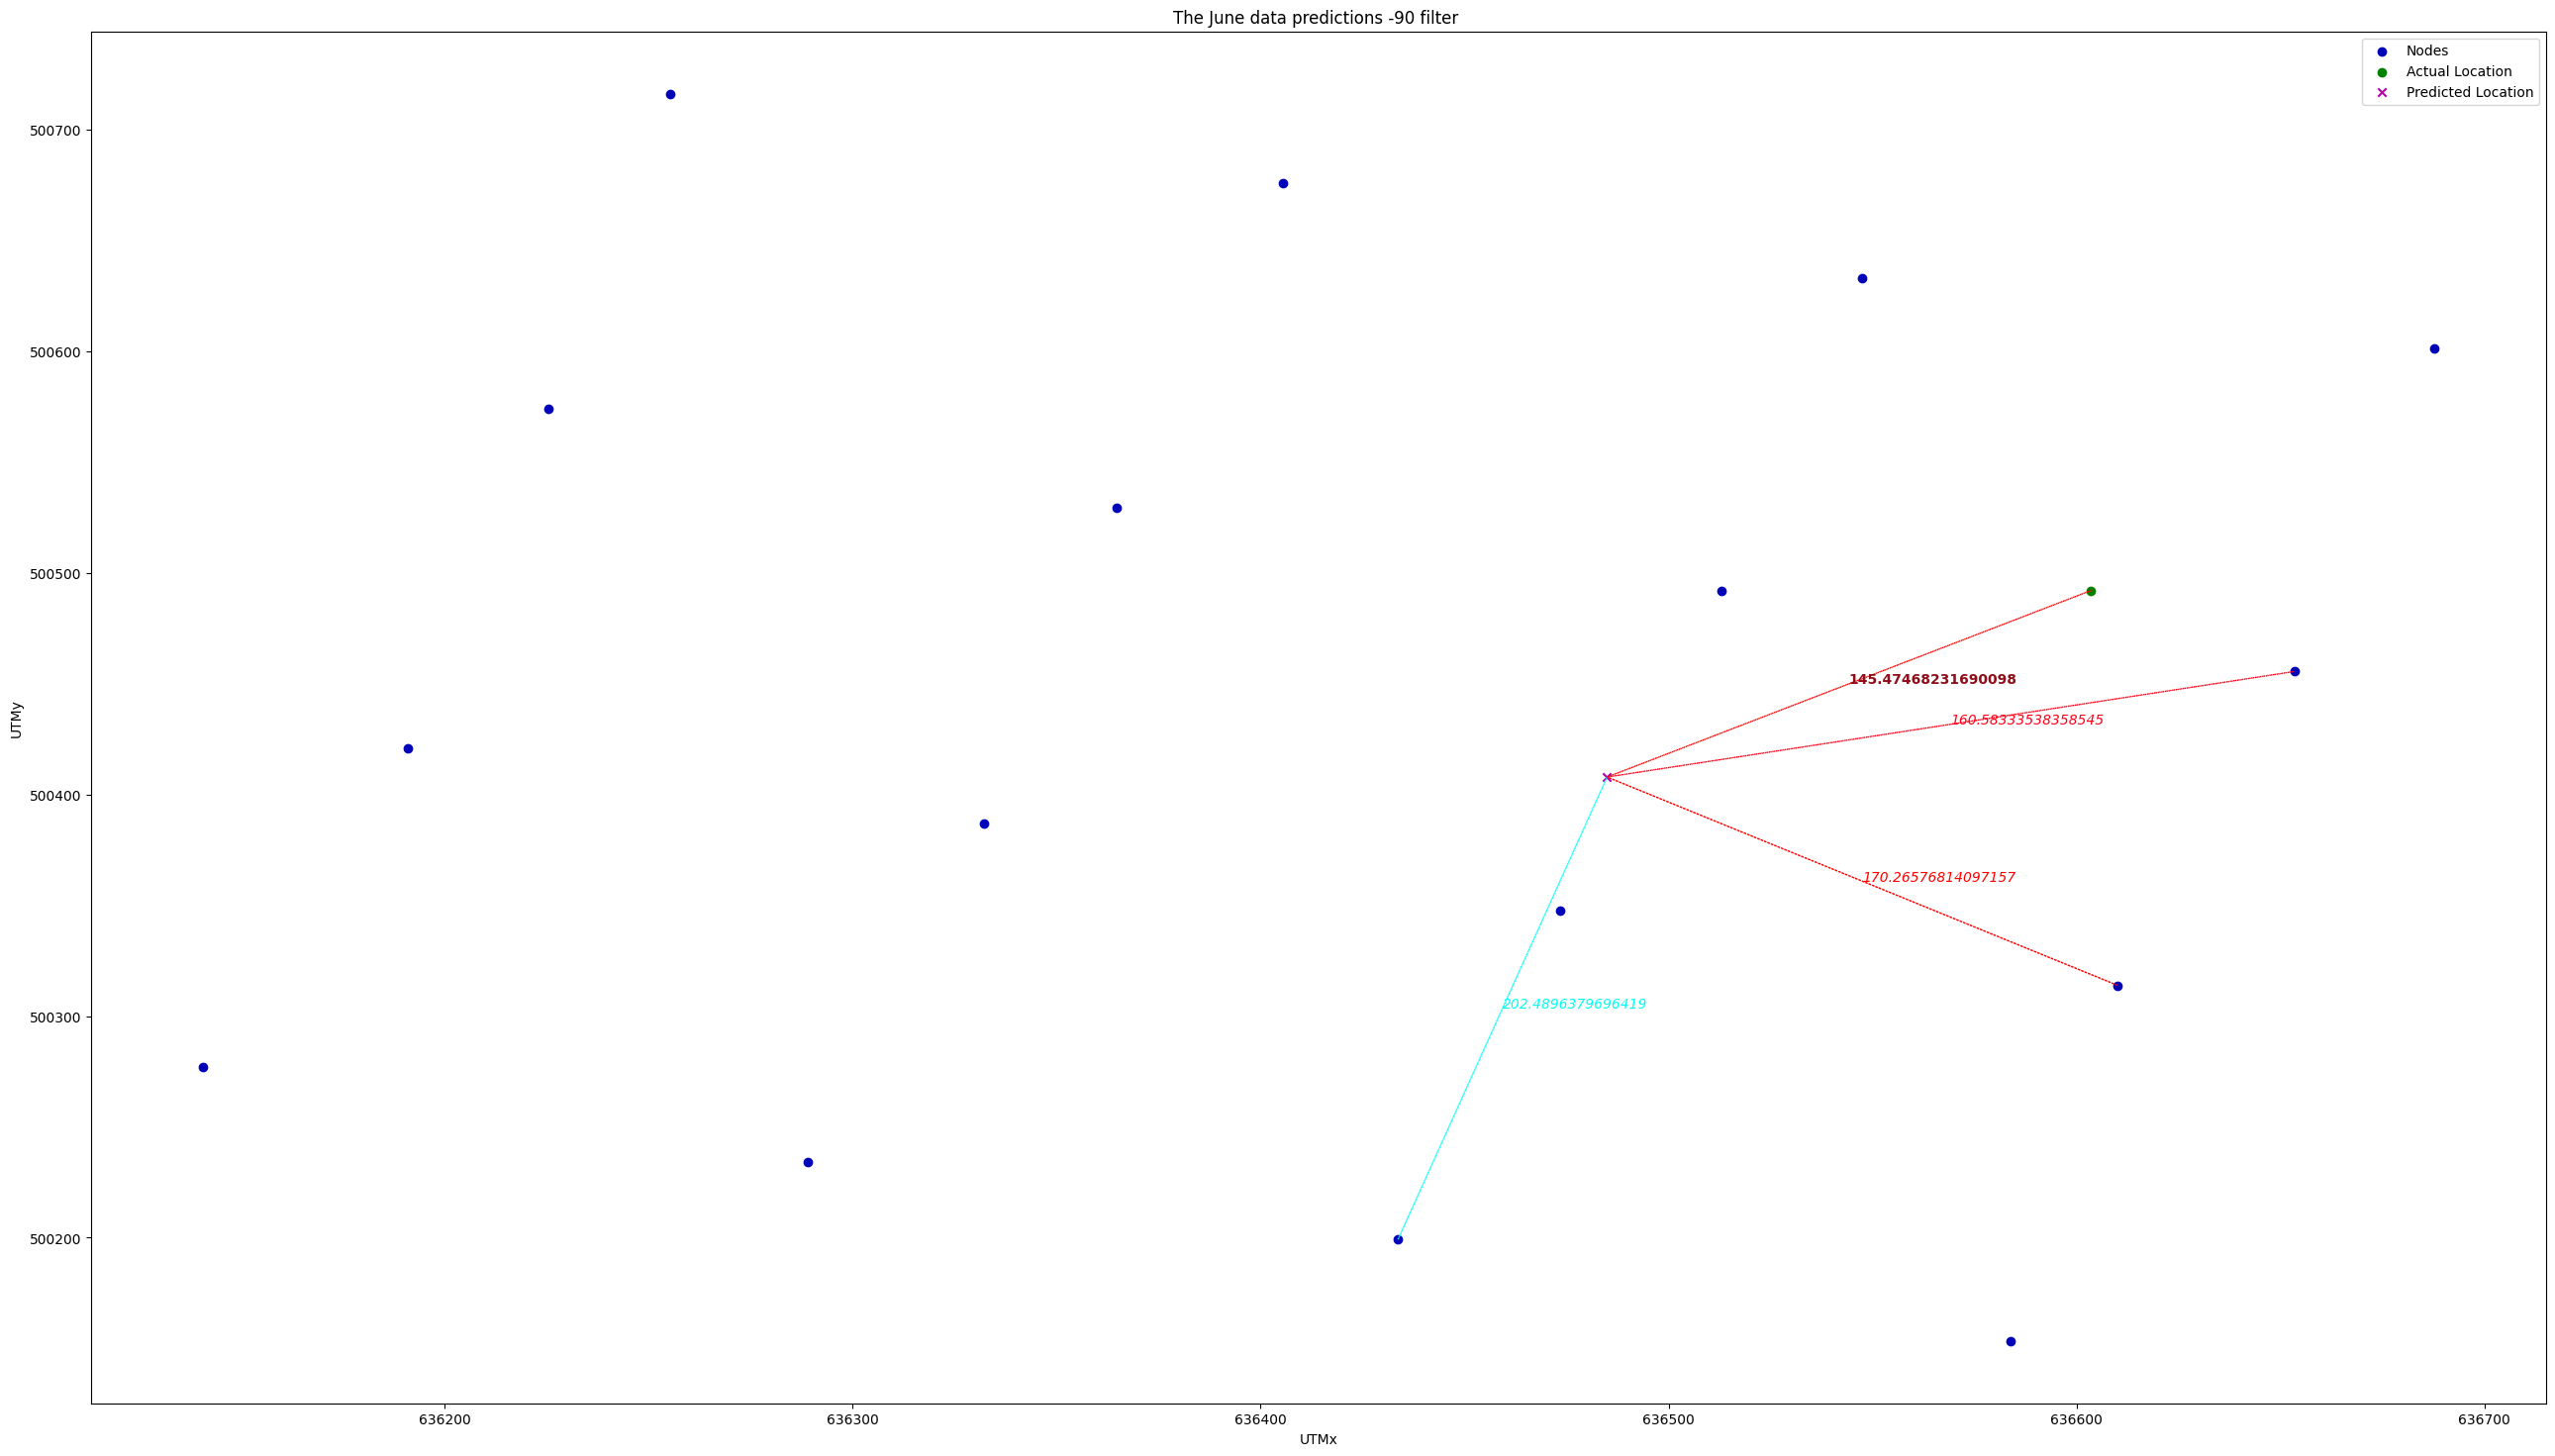 The June data predictions -90 filter
Nodes
Actual Location
Predicted Location
500700
500600
500500
500400
500300
500200
UTMy
145.47468231690098
160.58333538358545
170.26576814097157
202.4896379696419
636200
636300
636400
636500
636600
636700
UTMx